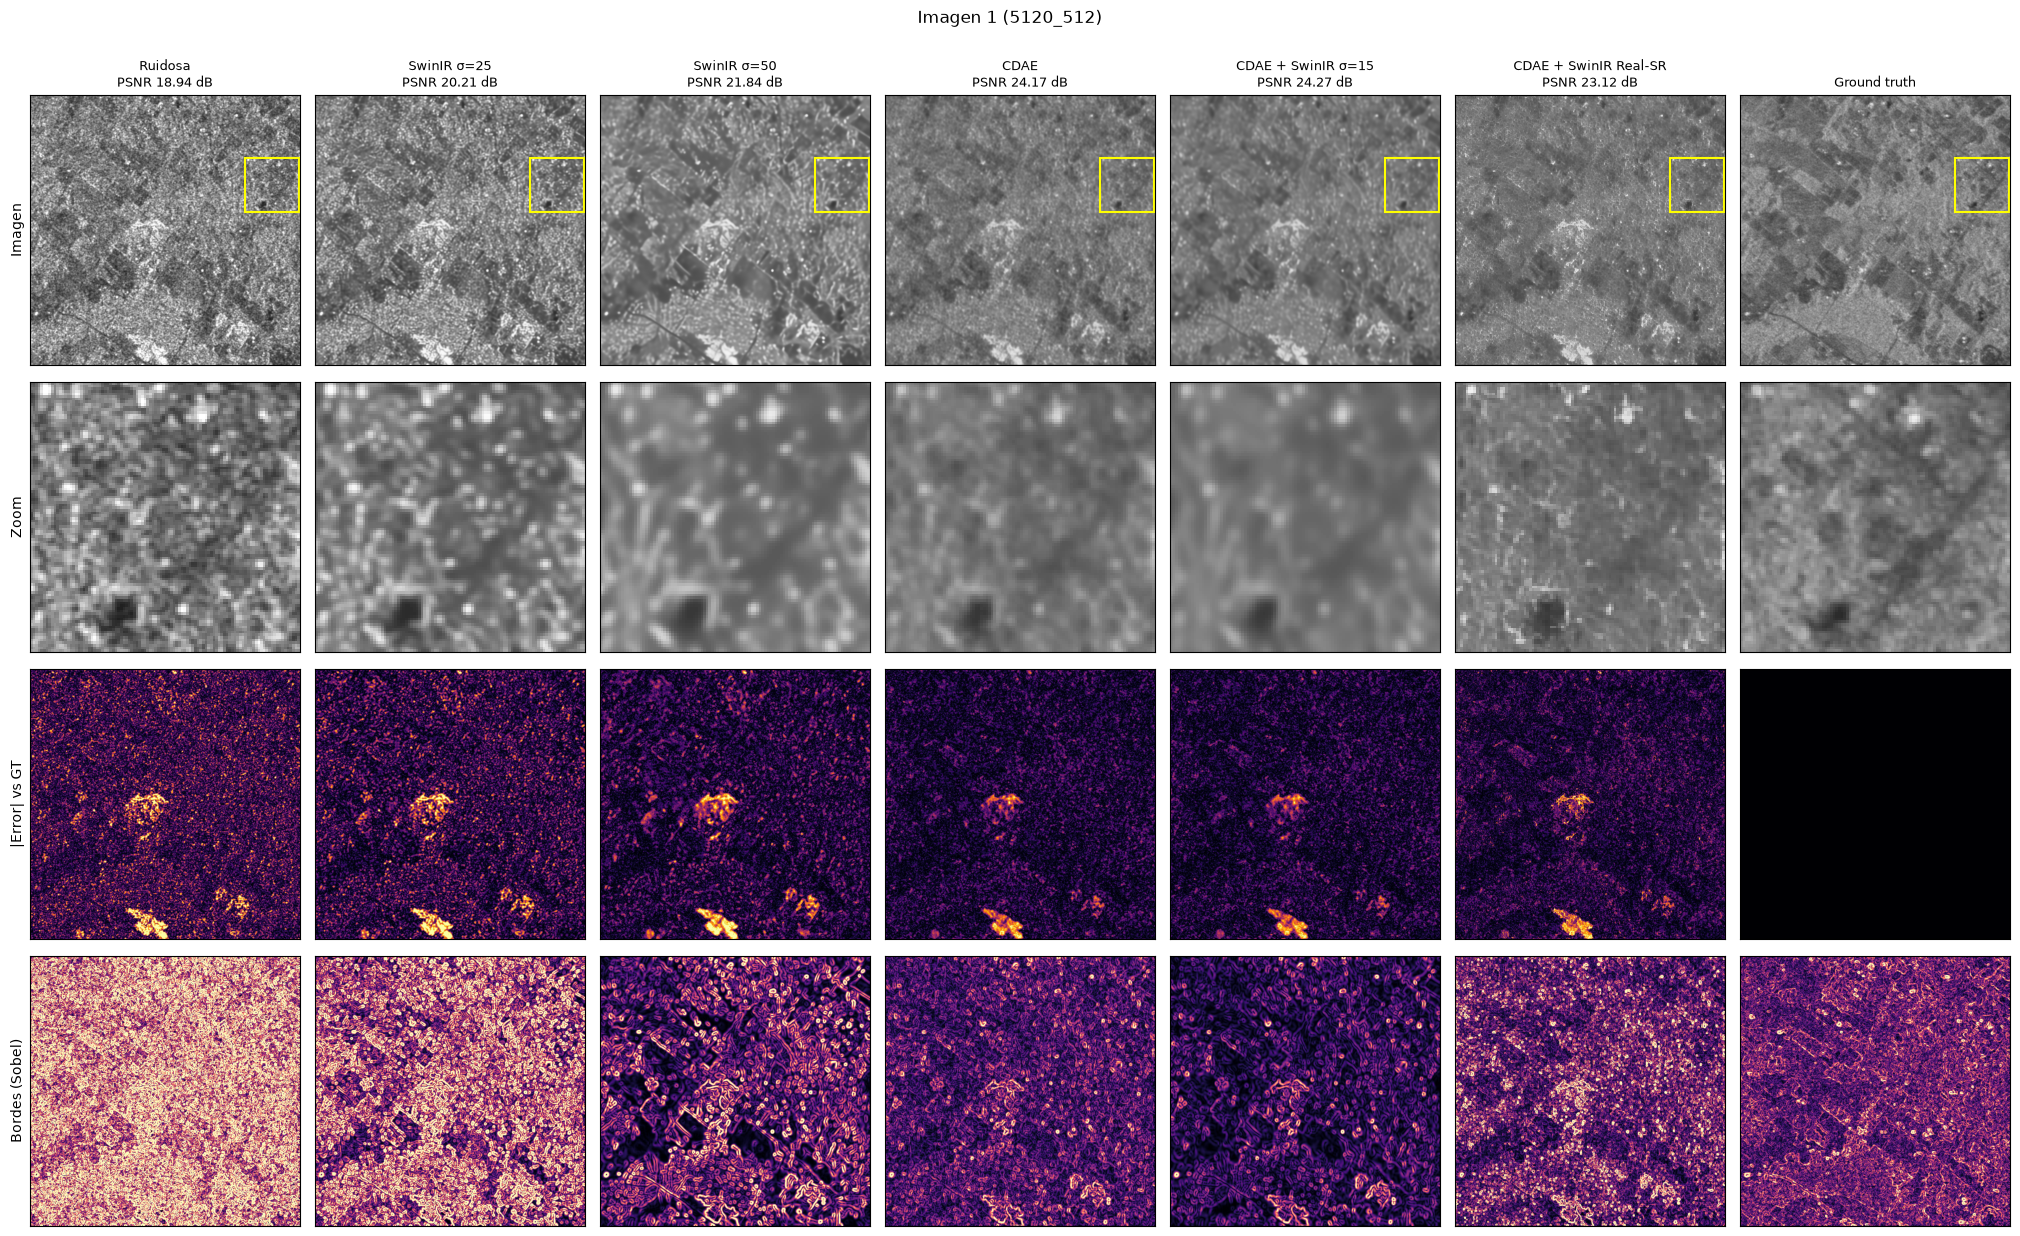 Imagen 1 (5120_512)
Ruidosa
PSNR 18.94 dB
SwinIR σ=25
PSNR 20.21 dB
SwinIR σ=50
PSNR 21.84 dB
CDAE
PSNR 24.17 dB
CDAE + SwinIR σ=15
PSNR 24.27 dB
CDAE + SwinIR Real-SR
PSNR 23.12 dB
Ground truth
Imagen
Zoom
|Error| vs GT
Bordes (Sobel)